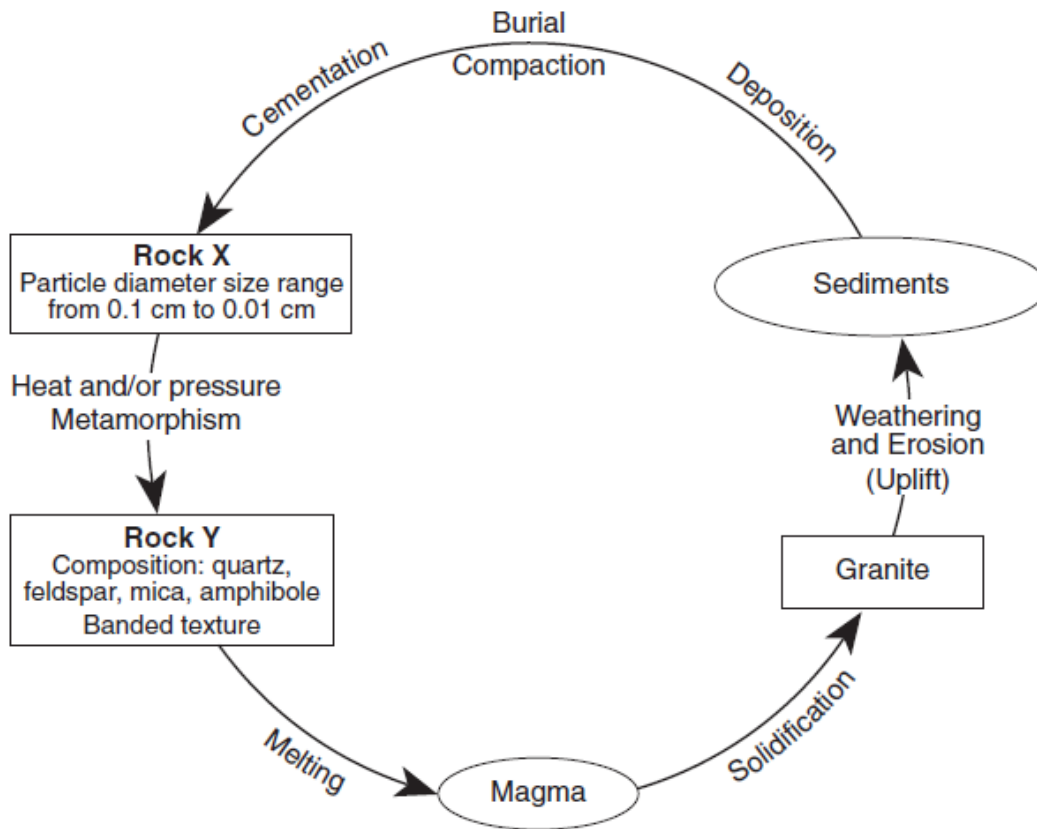 Burial
Compaction
Cementation
Deposition
Rock X
Particle diameter size range
from 0.1 cm to 0.01 cm
Sediments
Heat and/or pressure
Metamorphism
Weathering
and Erosion
(Uplift)
Rock Y
Composition: quartz,
feldspar, mica, amphibole
Banded texture
Granite
Melting
Magma
Solidification